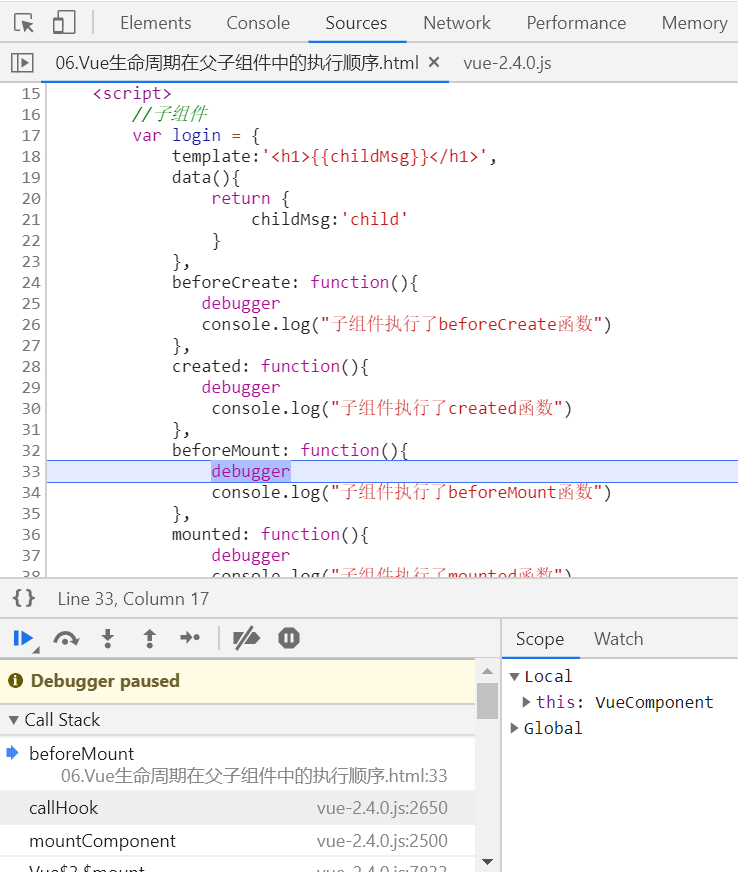 Elements Console Sources Network Performance Memory
06.Vue生命周期在父子组件中的执行顺序.html × vue-2.4.0.js
15 <script>
16 //子组件
17 var login = {
18 template:'<h1>{{childMsg}}</h1>',
19 data(){
20 return {
21 childMsg:'child'
22 }
23 },
24 beforeCreate: function(){
25 debugger
26 console.log("子组件执行了beforeCreate函数")
27 },
28 created: function(){
29 debugger
30 console.log("子组件执行了created函数")
31 },
32 beforeMount: function(){
33 debugger
34 console.log("子组件执行了beforeMount函数")
35 },
36 mounted: function(){
37 debugger
38 console.log("子组件执行了mounted函数")
{} Line 33, Column 17
Scope Watch
Debugger paused
Call Stack
beforeMount
06.Vue生命周期在父子组件中的执行顺序.html:33
callHook vue-2.4.0.js:2650
mountComponent vue-2.4.0.js:2500
Vue$3.$mount vue-2.4.0.js:7833
Local
this: VueComponent
Global